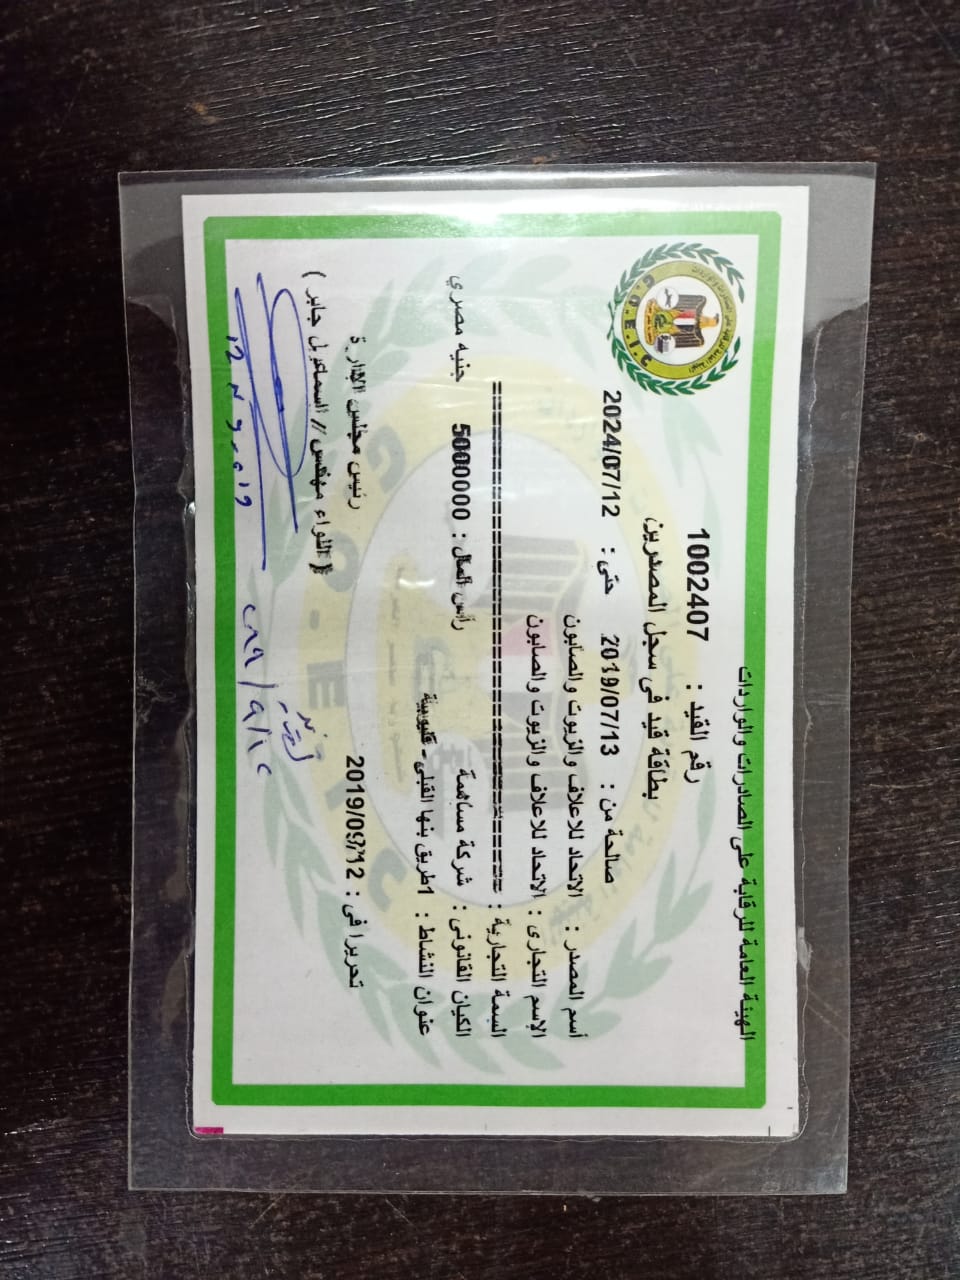 الهيئة العامة للرقابة على الصادرات والواردات
رقم القيد : 1002407
بطاقة قيد فى سجل المصدرين
صالحة من : 2019/07/13 حتى : 2024/07/12
أسم المصدر : الاتحاد للاعلاف والزيوت والصابون
الإسم التجارى : الاتحاد للاعلاف والزيوت والصابون
السمة التجارية : ==============================
الكيان القانونى : شركة مساهمة رأس المال : 5000000 جنيه مصري
عنوان النشاط : 1طريق بنها القبلى - قليوبية
تحريرا فى : 2019/09/12 رئيس مجلس الإدارة
( اللواء مهندس // اسماعيل جابر )
G.O.E.I.C